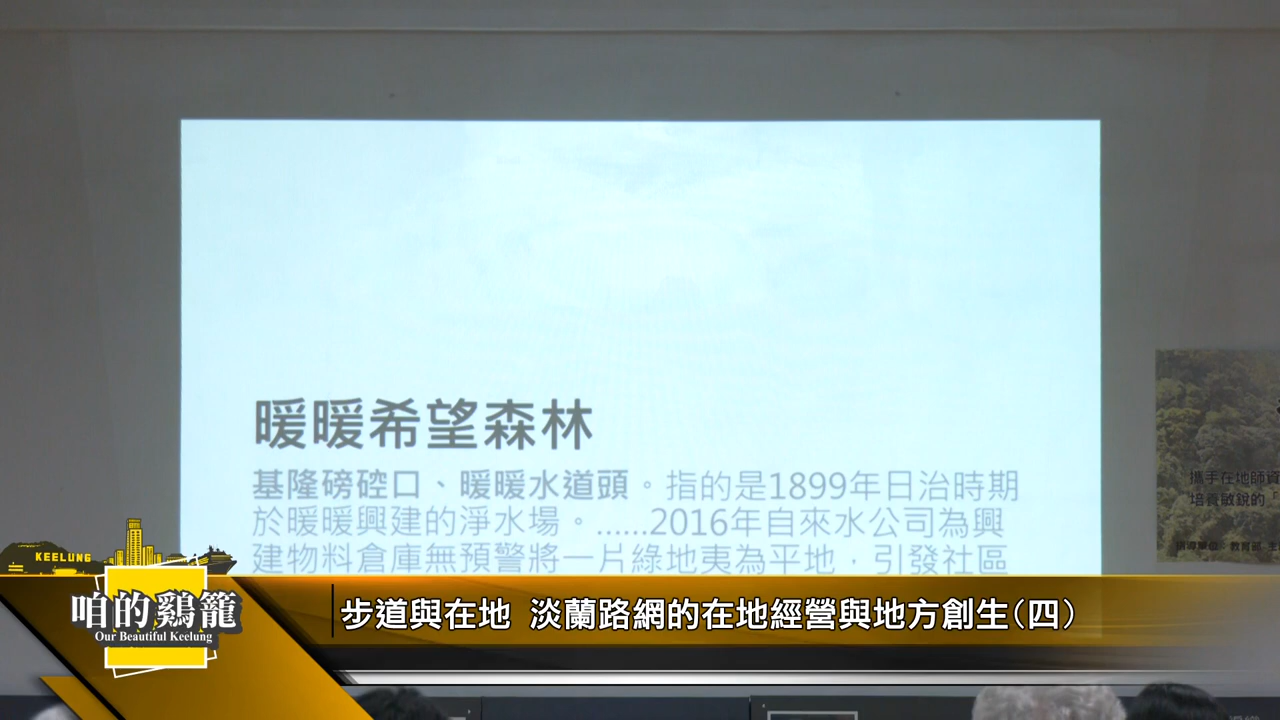 暖暖希望森林
基隆磅硿口、暖暖水道頭。指的是1899年日治時期
於暖暖興建的淨水場。……2016年自來水公司為興
建物料倉庫無預警將一片綠地夷為平地，引發社區
攜手在地師資
培養敏銳的
教育部
KEELUNG
咱的鷄籠
Our Beautiful Keelung
步道與在地 淡蘭路網的在地經營與地方創生(四)